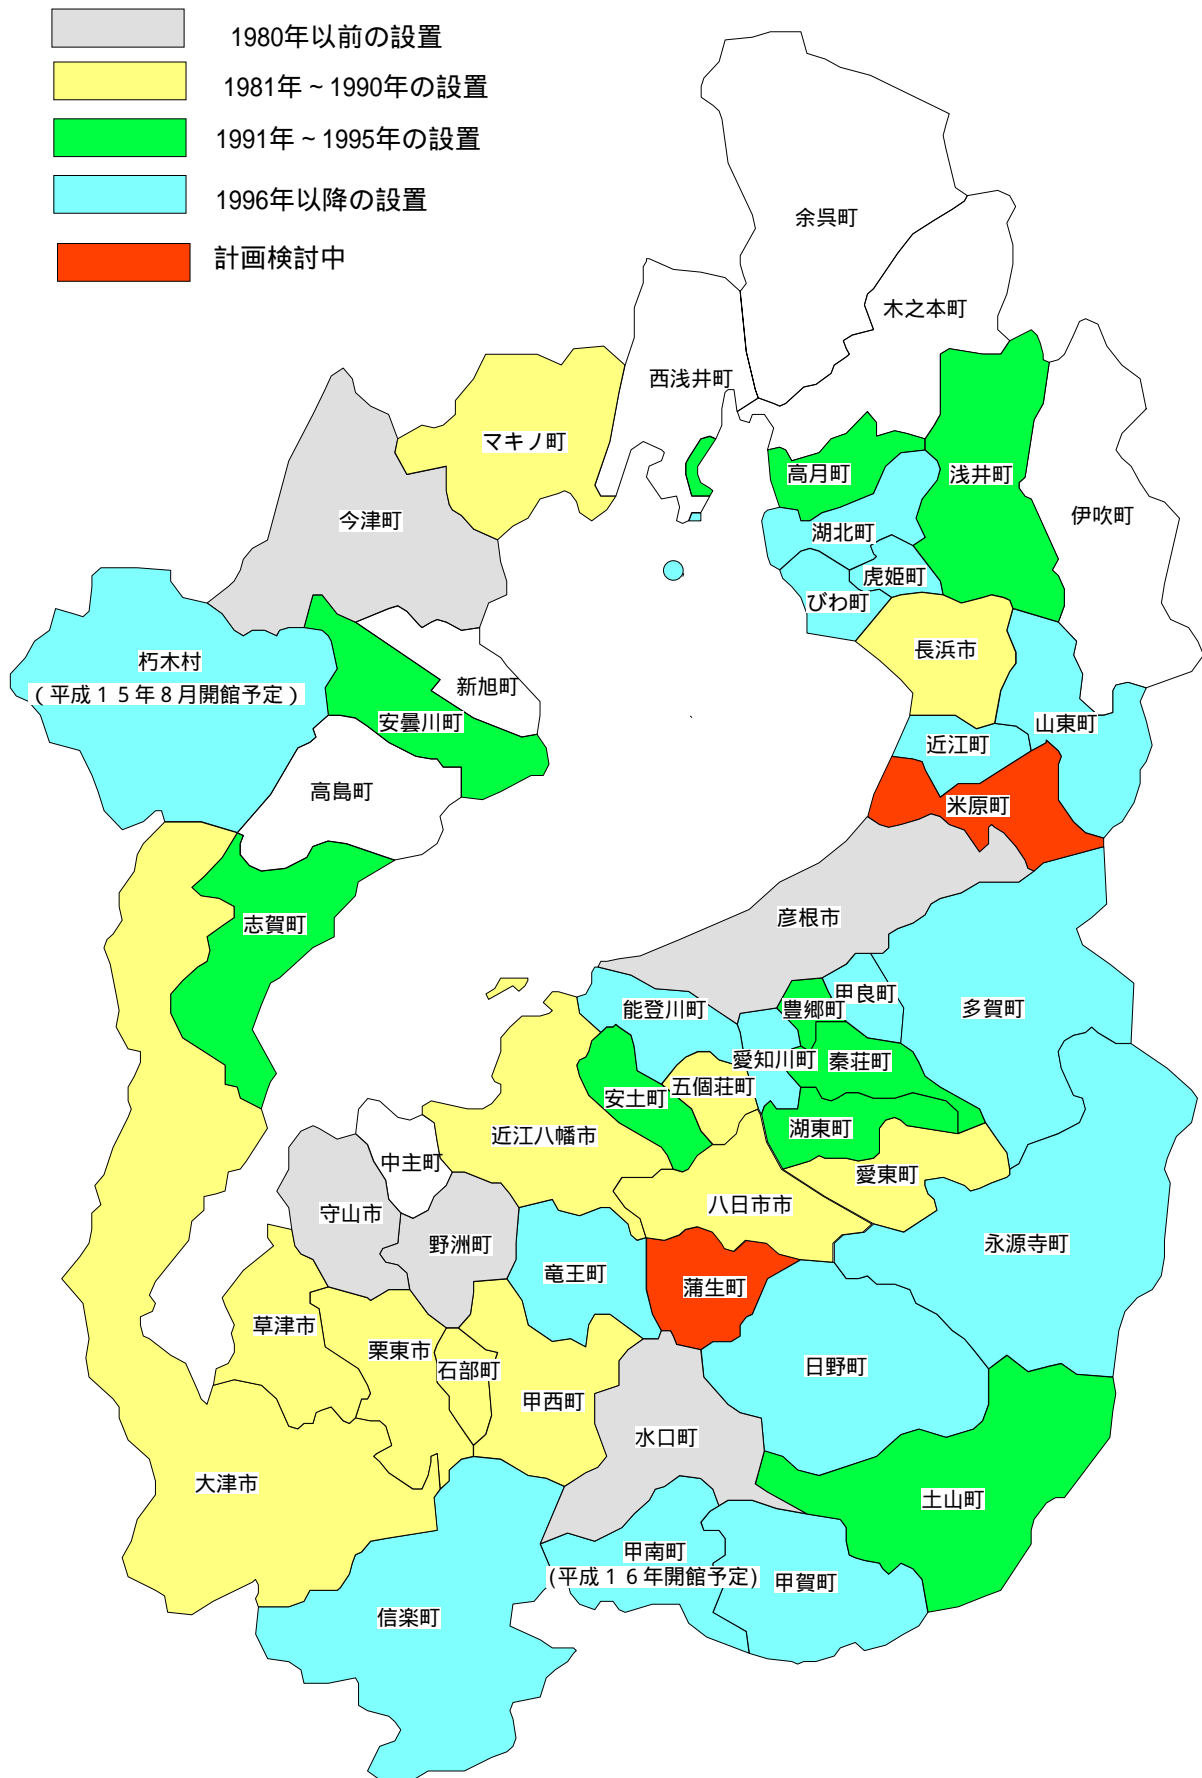 1980年以前の設置
1981年～1990年の設置
1991年～1995年の設置
1996年以降の設置
計画検討中
余呉町
木之本町
西浅井町
マキノ町
高月町
浅井町
今津町
伊吹町
湖北町
虎姫町
びわ町
長浜市
朽木村
(平成１５年８月開館予定)
新旭町
安曇川町
山東町
近江町
高島町
米原町
彦根市
志賀町
能登川町
豊郷町
甲良町
多賀町
愛知川町
秦荘町
五個荘町
安土町
湖東町
近江八幡市
中主町
愛東町
八日市市
守山市
野洲町
永源寺町
竜王町
蒲生町
草津市
栗東市
石部町
日野町
甲西町
水口町
大津市
土山町
甲南町
(平成１６年開館予定)
甲賀町
信楽町